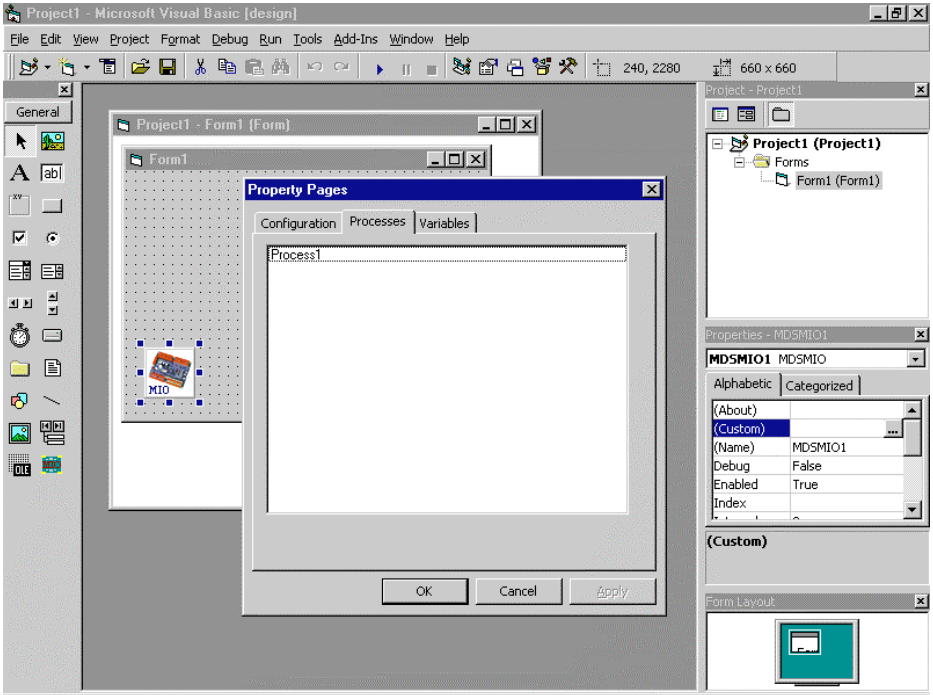 Project1 - Microsoft Visual Basic [design]
File Edit View Project Format Debug Run Tools Add-Ins Window Help
240, 2280 660 x 660
General
A ab
xy
OLE
Project1 - Form1 (Form)
Form1
MIO
Property Pages
Configuration Processes Variables
Process1
OK Cancel Apply
Project - Project1
Project1 (Project1)
Forms
Form1 (Form1)
Properties - MDSMIO1
MDSMIO1 MDSMIO
Alphabetic Categorized
(About)
(Custom) ...
(Name) MDSMIO1
Debug False
Enabled True
Index
(Custom)
Form Layout